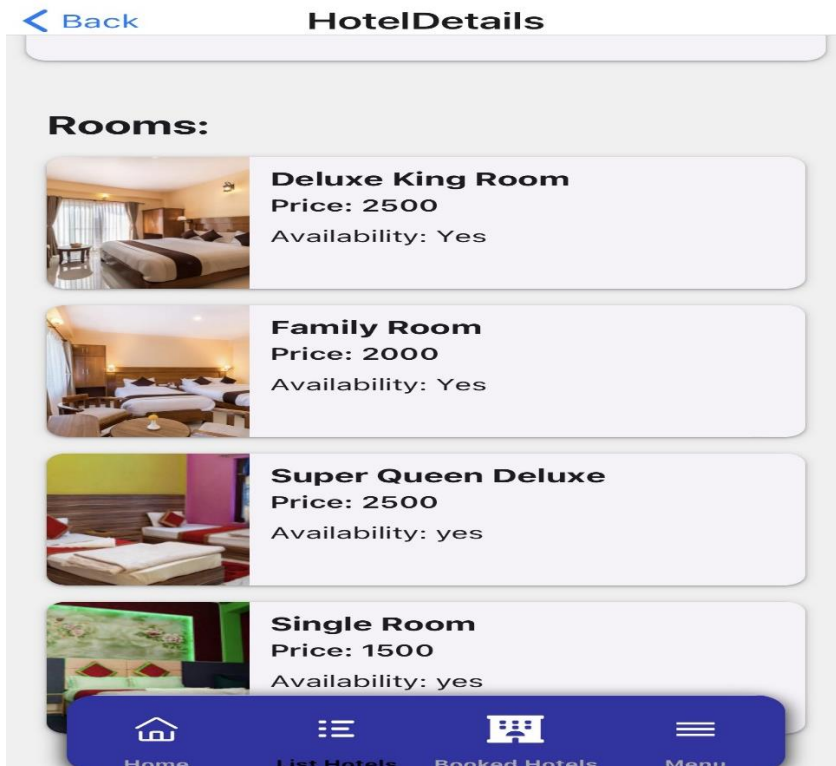 Back
HotelDetails
Rooms:
Deluxe King Room
Price: 2500
Availability: Yes
Family Room
Price: 2000
Availability: Yes
Super Queen Deluxe
Price: 2500
Availability: yes
Single Room
Price: 1500
Availability: yes
Home
List Hotels
Booked Hotels
Menu